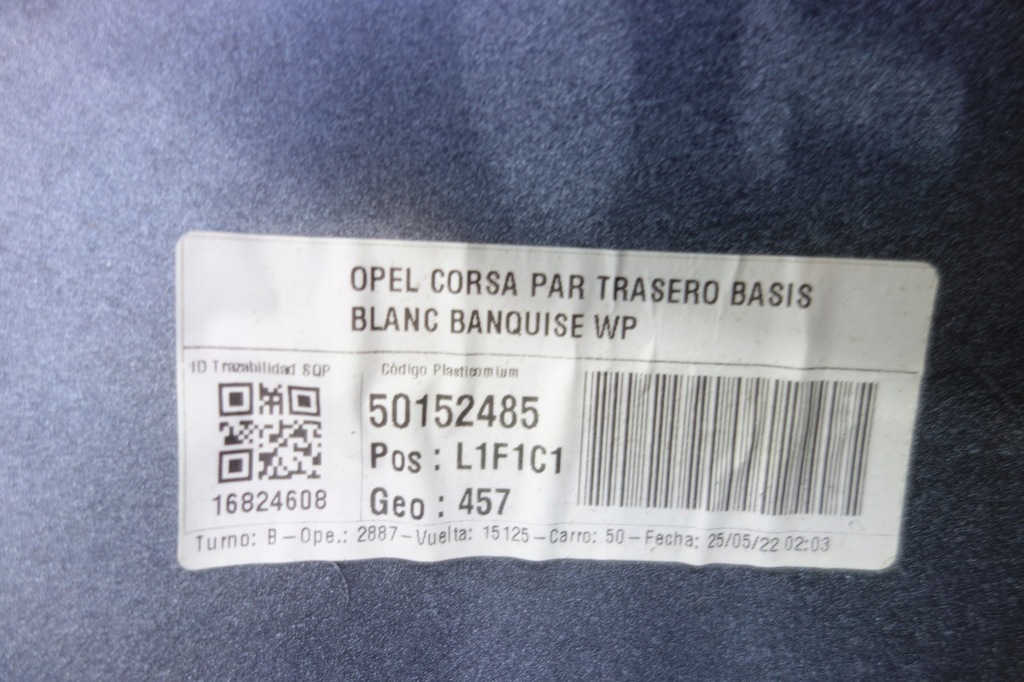 OPEL CORSA PAR TRASERO BASIS
BLANC BANQUISE WP
ID Trazabilidad SQP
Código Plasticomium
50152485
Pos : L1F1C1
16824608
Geo : 457
Turno: B - Ope.: 2887 - Vuelta: 15125 - Carro: 50 - Fecha: 25/05/22 02:03